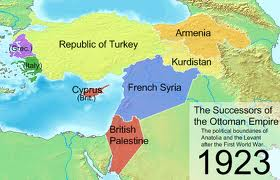 Armenia
Republic of Turkey
(Grec.)
Kurdistan
(Italy)
Cyprus
(Brit.)
French Syria
British
Palestine
The Successors of
the Ottoman Empire
The political boundaries of
Anatolia and the Levant
after the First World War.
1923